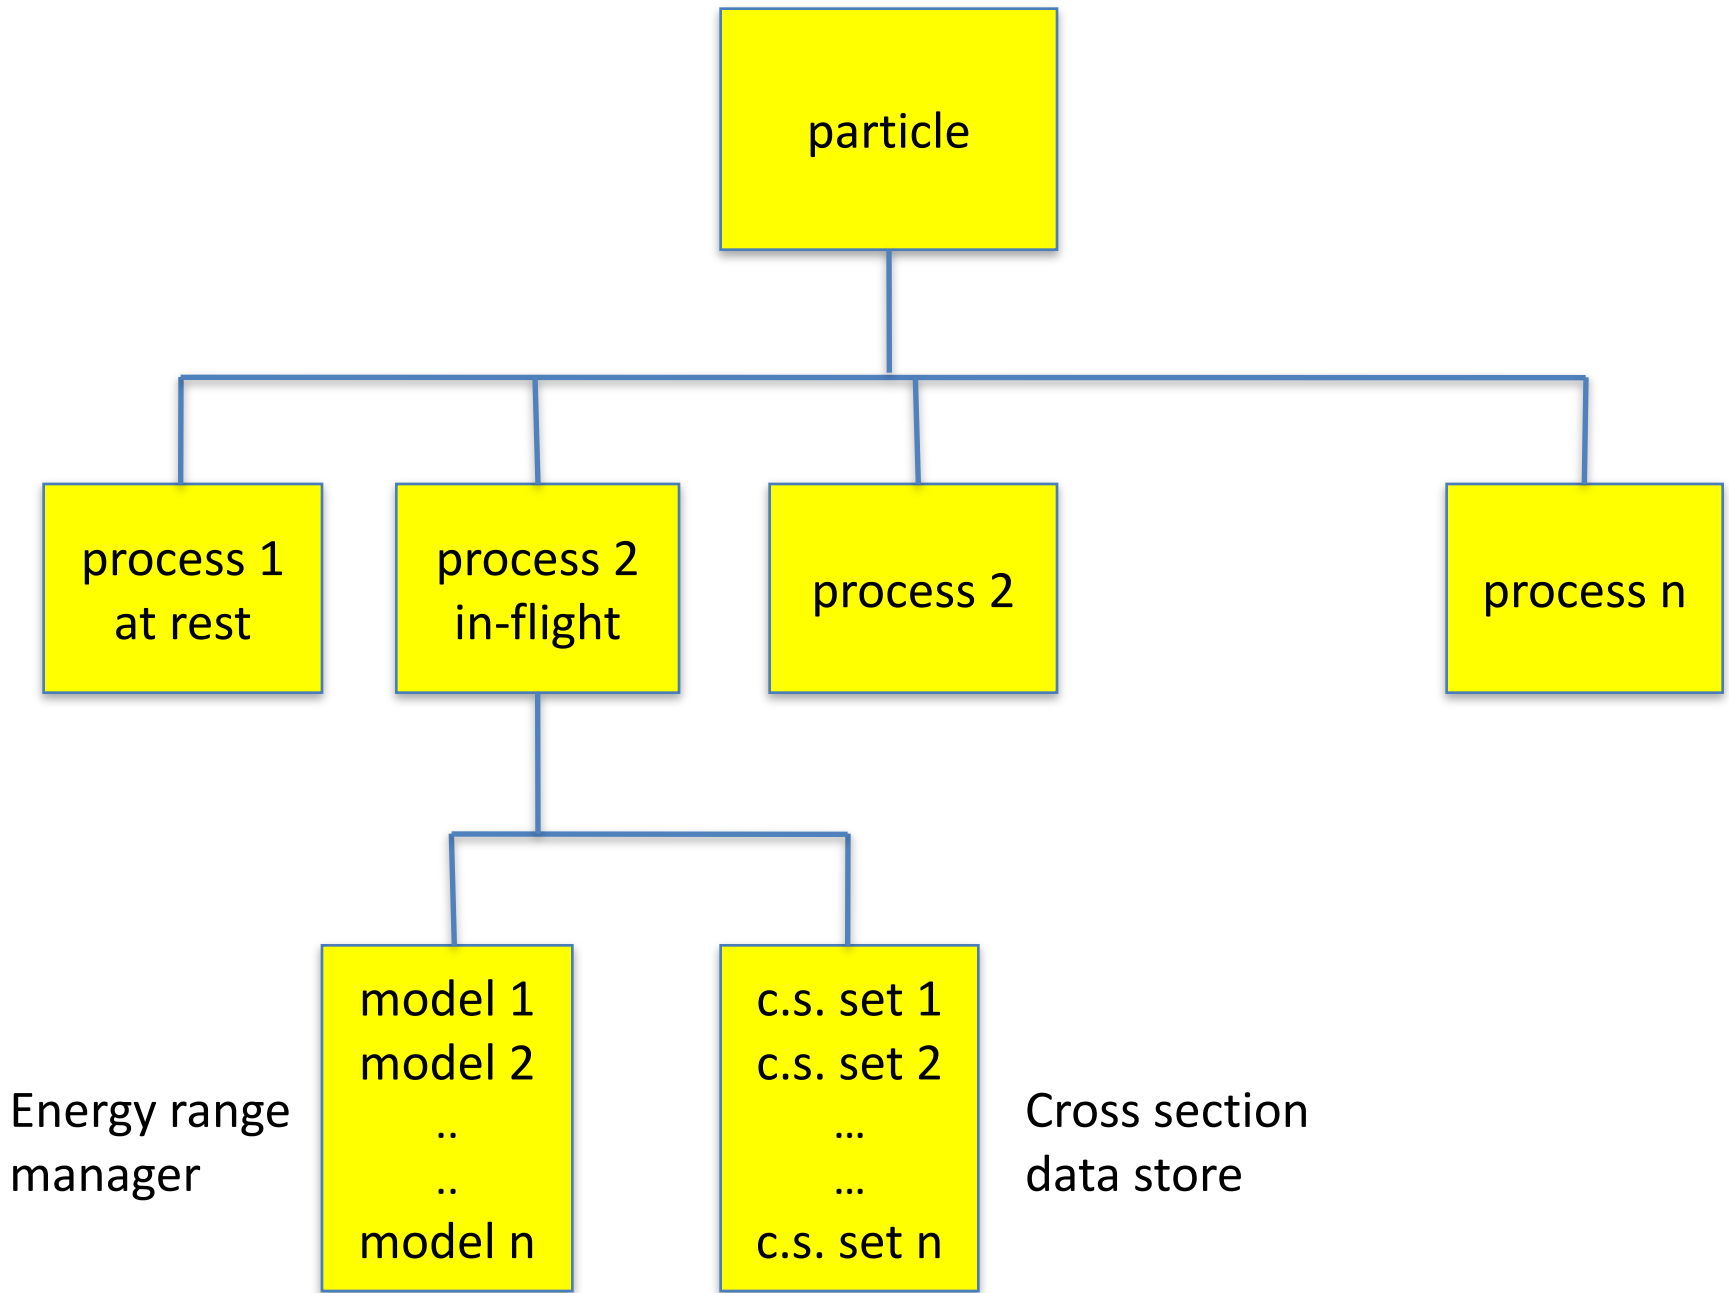 particle
process 1
at rest
process 2
in-flight
process 2
process n
Energy range
manager
model 1
model 2
..
..
model n
c.s. set 1
c.s. set 2
...
...
c.s. set n
Cross section
data store